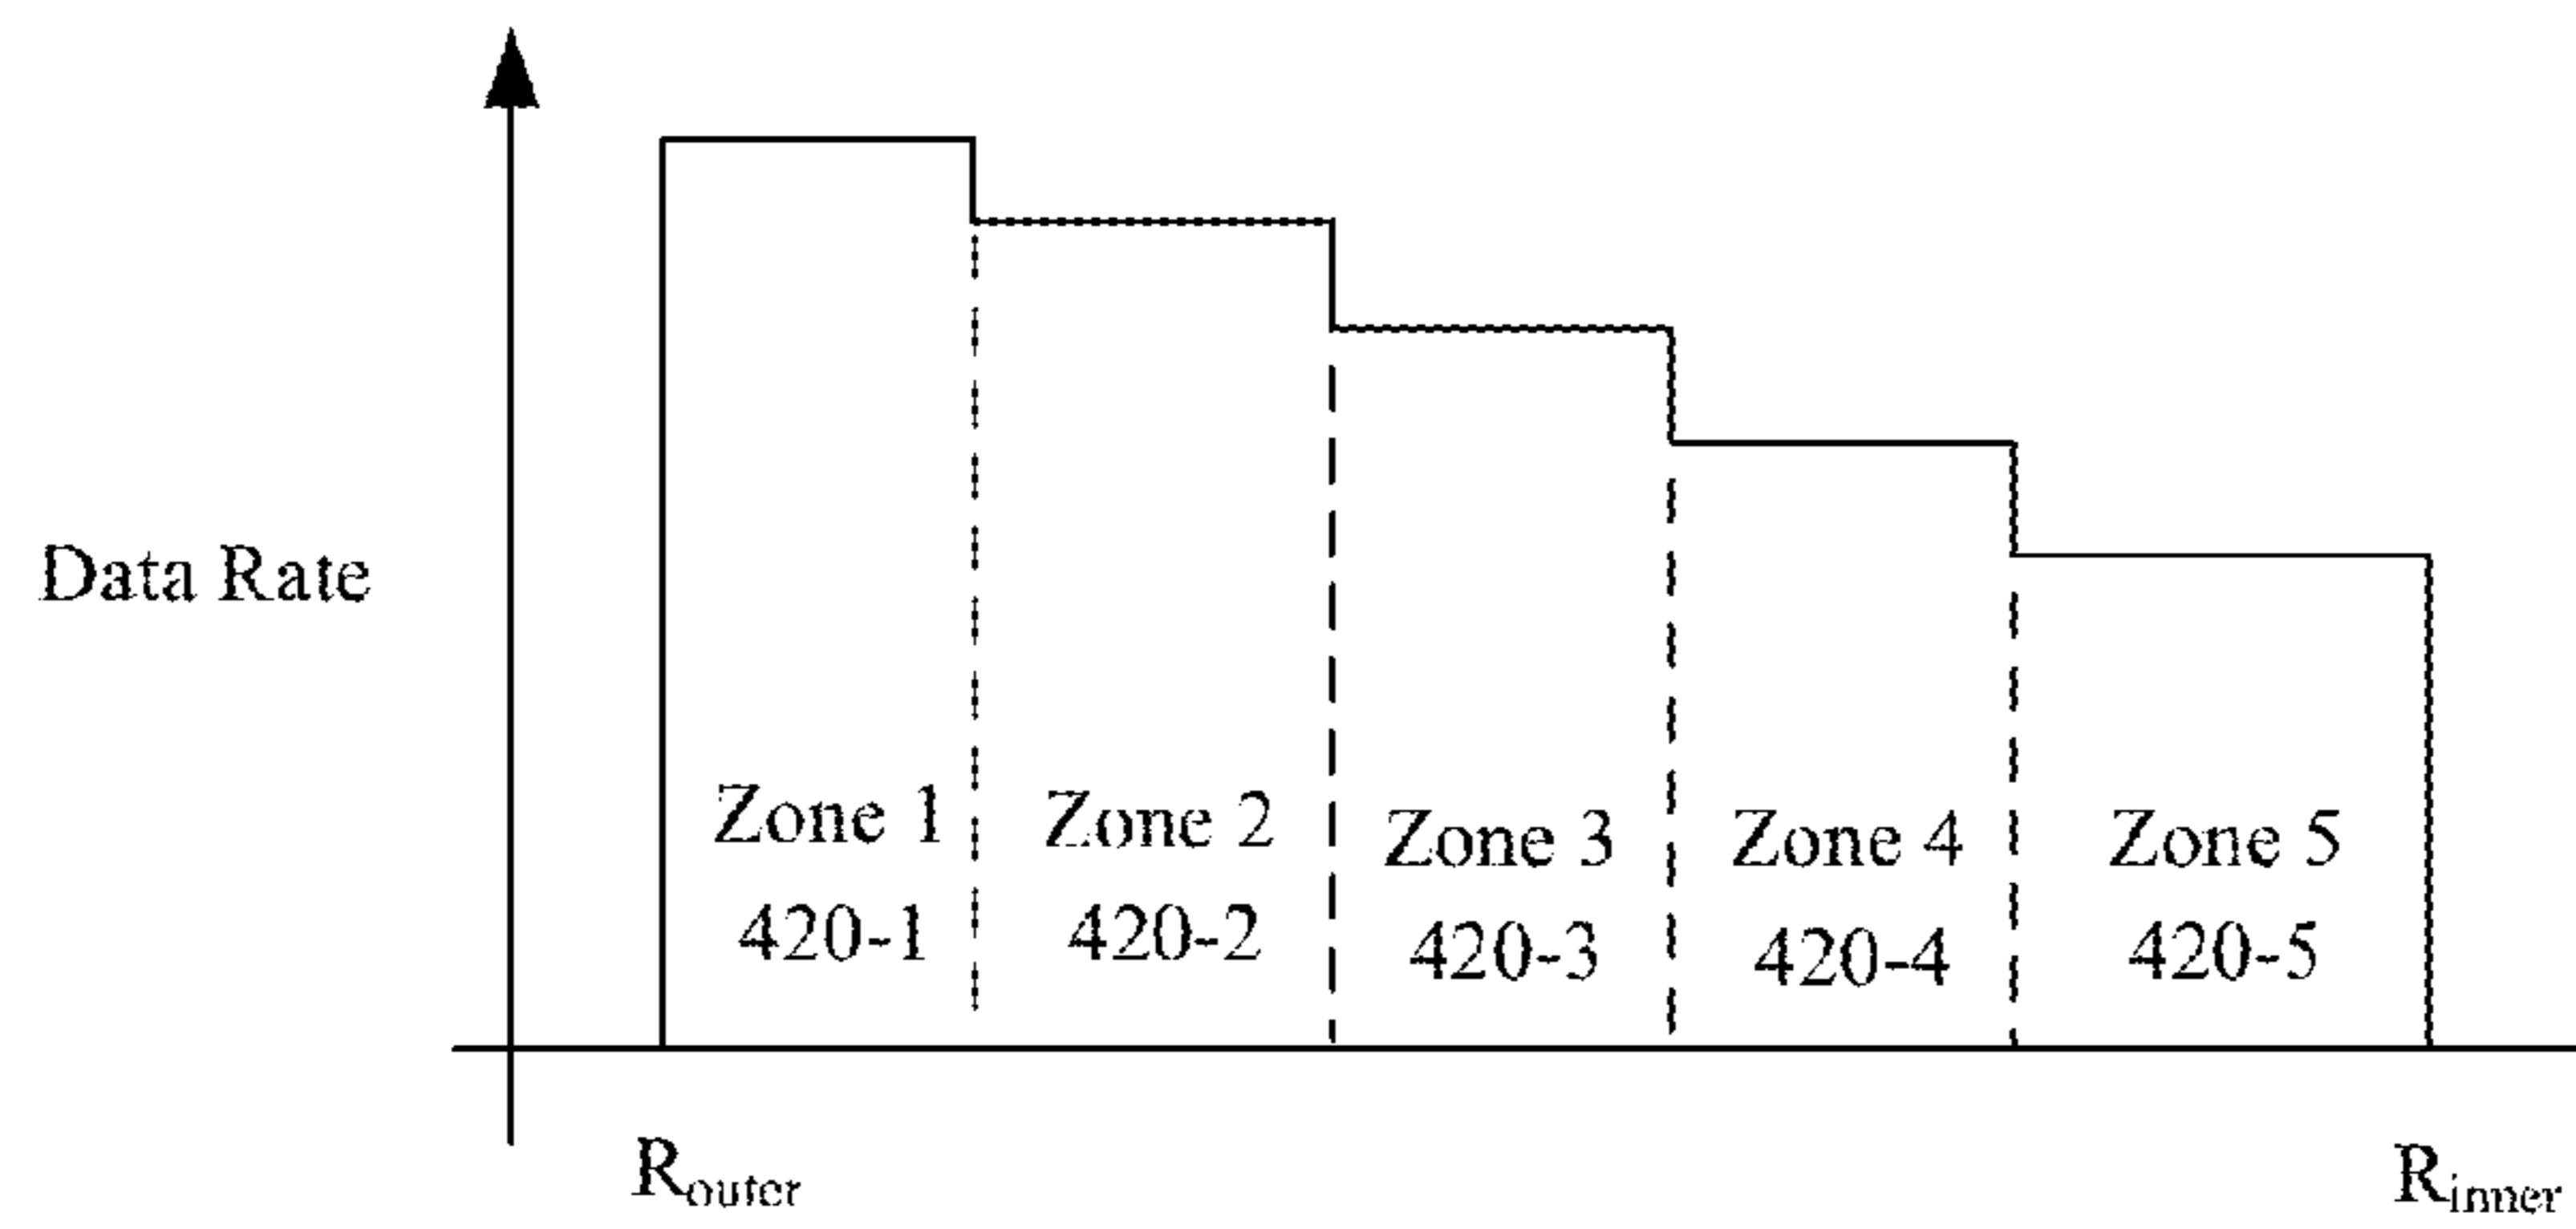 Data Rate
Zone 1
420-1
Zone 2
420-2
Zone 3
420-3
Zone 4
420-4
Zone 5
420-5
Router
Rinner